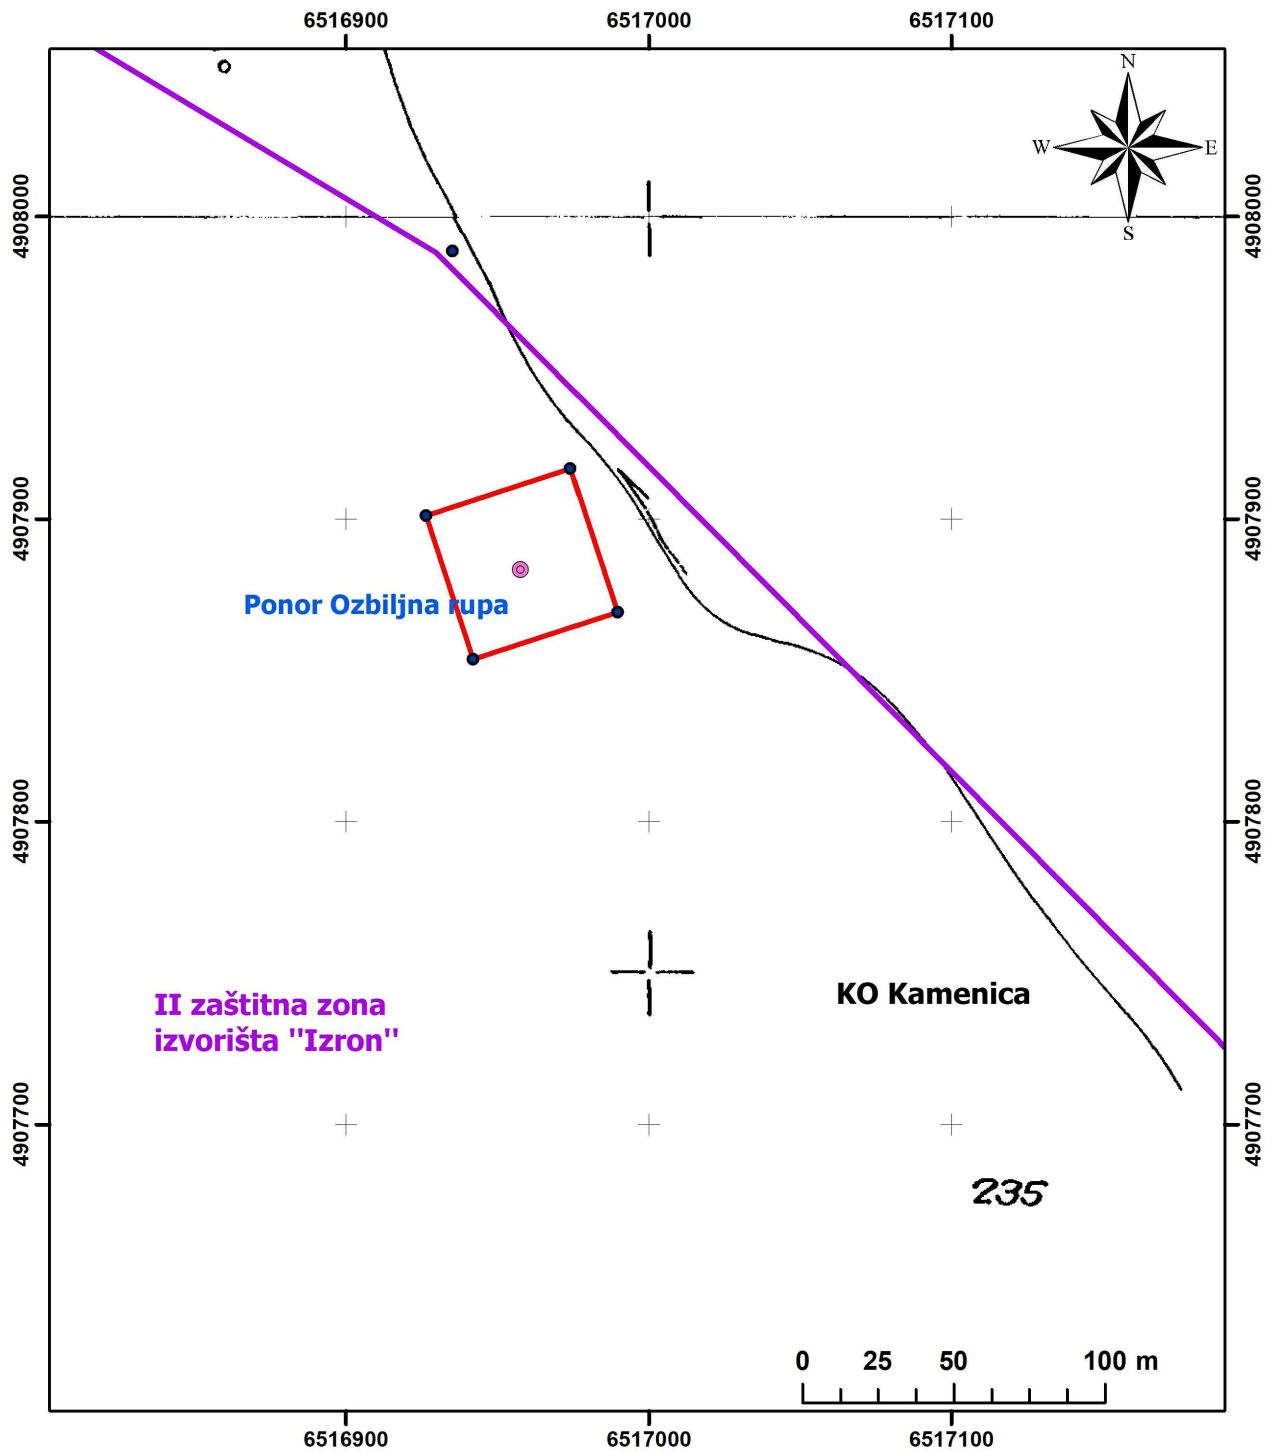 6516900 6517000 6517100
N
W E
S
4908000 4908000
4907900 4907900
Ponor Ozbiljna rupa
4907800 4907800
II zaštitna zona
izvorišta "Izron"
KO Kamenica
4907700 4907700
235
0 25 50 100 m
6516900 6517000 6517100